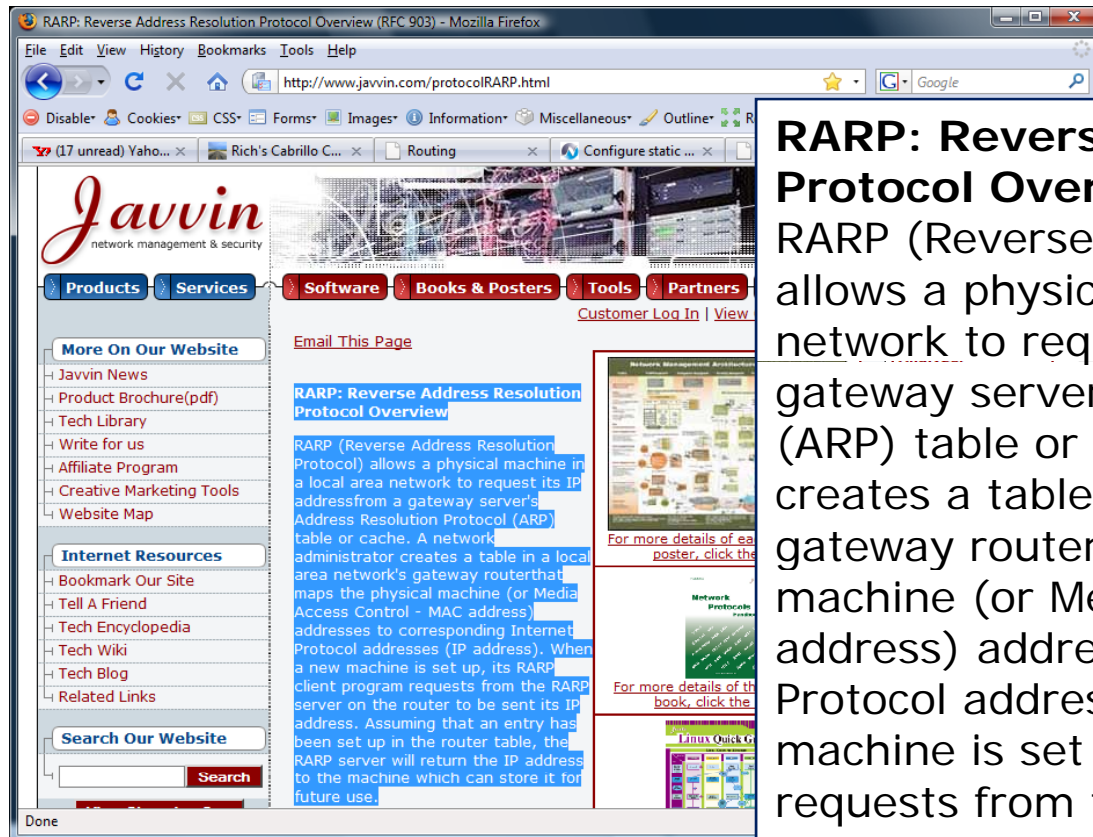 RARP: Reverse Address Resolution Protocol Overview (RFC 903) - Mozilla Firefox
File Edit View History Bookmarks Tools Help
http://www.javvin.com/protocolRARP.html
G Google
Disable Cookies CSS Forms Images Information Miscellaneous Outline R
(17 unread) Yaho... Rich's Cabrillo C... Routing Configure static ...
Javvin
network management & security
Products Services Software Books & Posters Tools Partners
Customer Log In | View
More On Our Website
Javvin News
Product Brochure(pdf)
Tech Library
Write for us
Affiliate Program
Creative Marketing Tools
Website Map
Internet Resources
Bookmark Our Site
Tell A Friend
Tech Encyclopedia
Tech Wiki
Tech Blog
Related Links
Search Our Website
Search
Email This Page
RARP: Reverse Address Resolution
Protocol Overview
RARP (Reverse Address Resolution
Protocol) allows a physical machine in
a local area network to request its IP
addressfrom a gateway server's
Address Resolution Protocol (ARP)
table or cache. A network
administrator creates a table in a local
area network's gateway routerthat
maps the physical machine (or Media
Access Control - MAC address)
addresses to corresponding Internet
Protocol addresses (IP address). When
a new machine is set up, its RARP
client program requests from the RARP
server on the router to be sent its IP
address. Assuming that an entry has
been set up in the router table, the
RARP server will return the IP address
to the machine which can store it for
future use.
Network Management Architecture
For more details of eac
poster, click the
Network
Protocols
For more details of th
book, click the
Linux Quick G
Done
RARP: Revers
Protocol Over
RARP (Reverse
allows a physic
network to req
gateway server
(ARP) table or
creates a table
gateway router
machine (or Me
address) addre
Protocol addres
machine is set
requests from